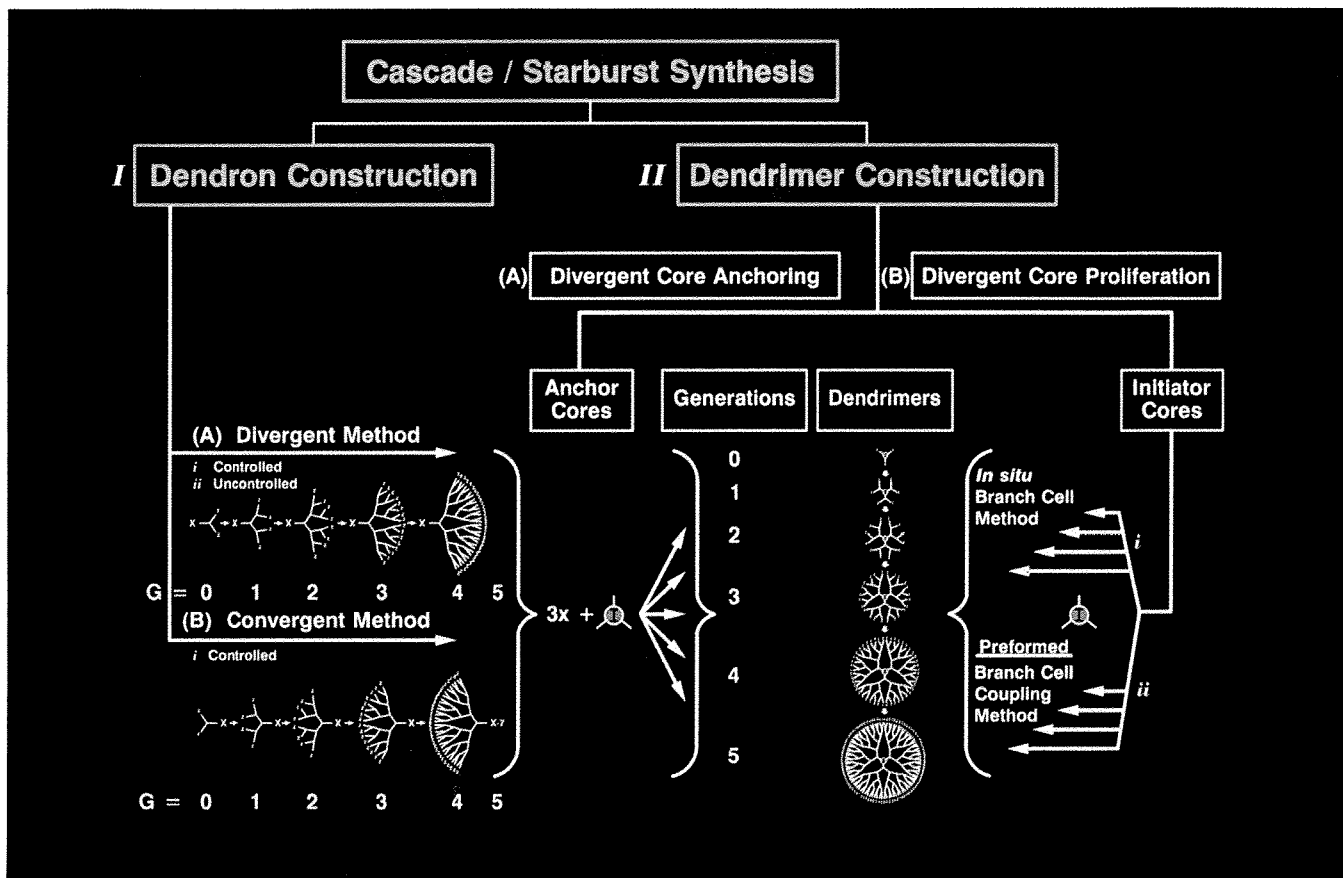 Cascade / Starburst Synthesis
I Dendron Construction
II Dendrimer Construction
(A) Divergent Core Anchoring
(B) Divergent Core Proliferation
Anchor
Cores
Generations
Dendrimers
Initiator
Cores
(A) Divergent Method
i Controlled
ii Uncontrolled
X X X X X
G = 0 1 2 3 4 5
(B) Convergent Method
i Controlled
X X X X X-Y
G = 0 1 2 3 4 5
3x +
0
1
2
3
4
5
In situ
Branch Cell
Method
i
Preformed
Branch Cell
Coupling
Method
ii